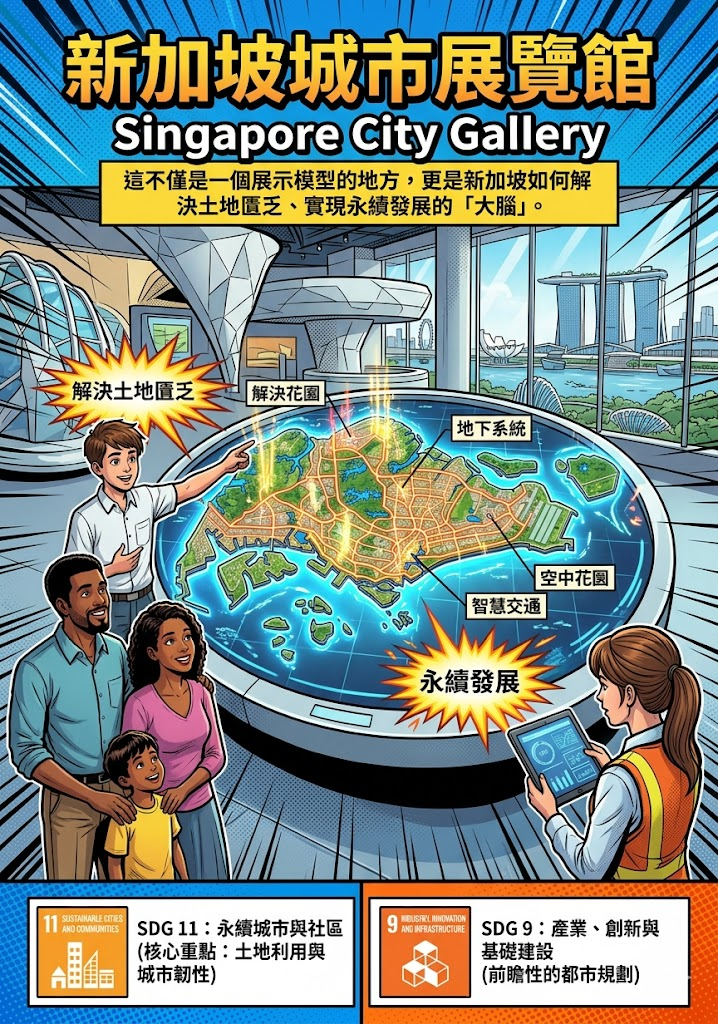 新加坡城市展覽館
Singapore City Gallery
這不僅是一個展示模型的地方，更是新加坡如何解
決土地匱乏、實現永續發展的「大腦」。
解決土地匱乏
解決花園
地下系統
空中花園
智慧交通
永續發展
11 SUSTAINABLE CITIES
AND COMMUNITIES
SDG 11：永續城市與社區
(核心重點：土地利用與
城市韌性)
9 INNOVATION
AND INFRASTRUCTURE
SDG 9：產業、創新與
基礎建設
(前瞻性的都市規劃)